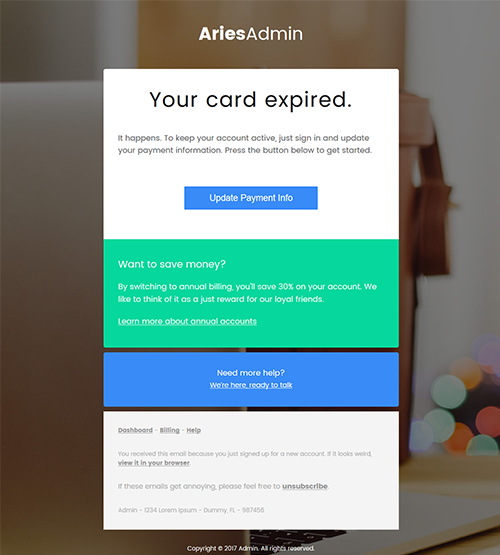 AriesAdmin
Your card expired.
It happens. To keep your account active, just sign in and update
your payment information. Press the button below to get started.
Update Payment Info
Want to save money?
By switching to annual billing, you'll save 30% on your account. We
like to think of it as a just reward for our loyal friends.
Learn more about annual accounts
Need more help?
We're here, ready to talk
Dashboard - Billing - Help
You received this email because you just signed up for a new account. If it looks weird,
view it in your browser.
If these emails get annoying, please feel free to unsubscribe.
Admin - 1234 Lorem Ipsum - Dummy, FL - 987456
Copyright © 2017 Admin. All rights reserved.